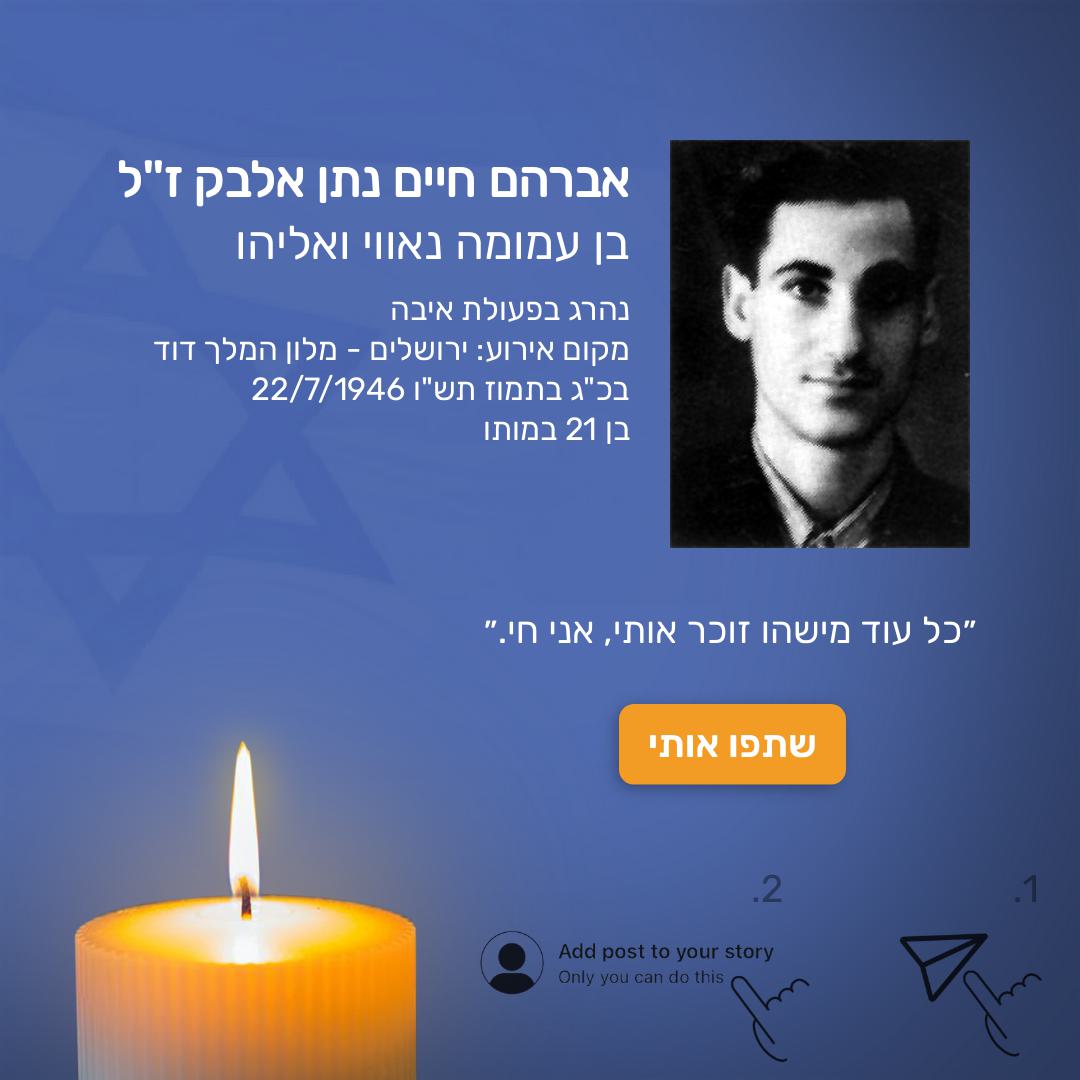 אברהם חיים נתן אלבק ז"ל
בן עמומה נאווי ואליהו
נהרג בפעולת איבה
מקום אירוע: ירושלים - מלון המלך דוד
בכ"ג בתמוז תש"ו 22/7/1946
בן 21 במותו
״כל עוד מישהו זוכר אותי, אני חי.״
שתפו אותי
1.
2.
Add post to your story
Only you can do this